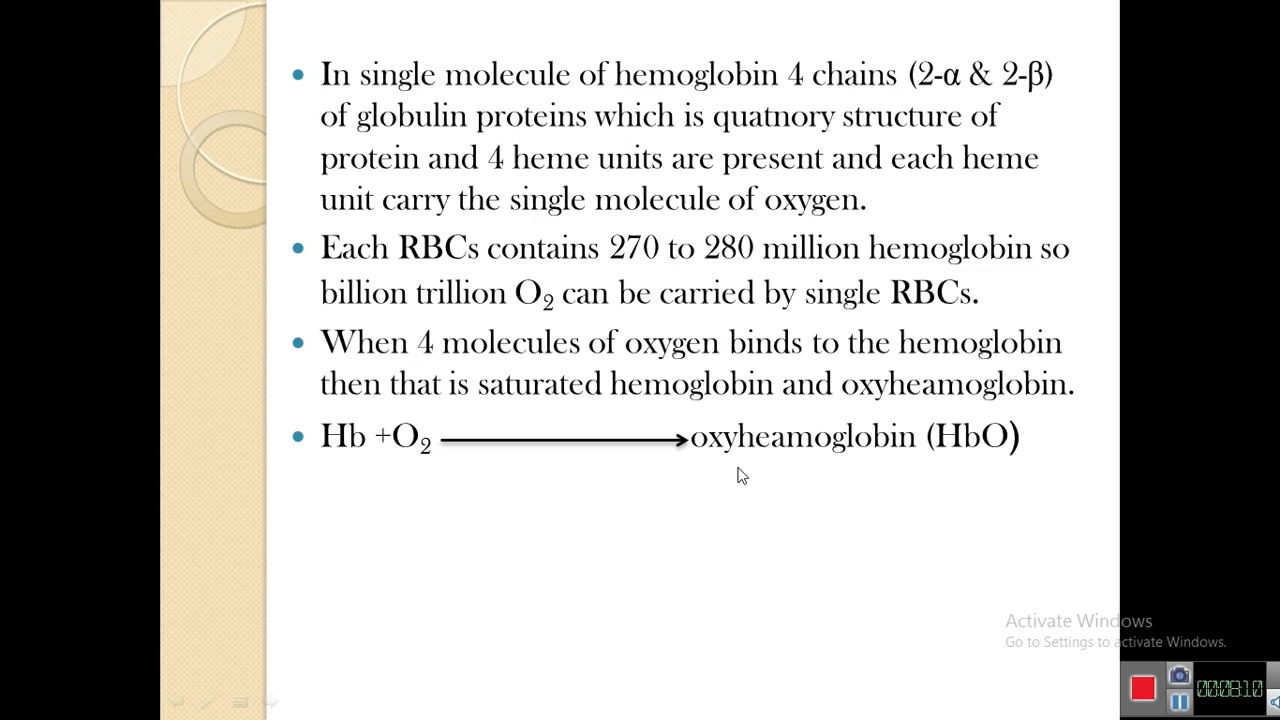 In single molecule of hemoglobin 4 chains (2-α & 2-β)
of globulin proteins which is quatnory structure of
protein and 4 heme units are present and each heme
unit carry the single molecule of oxygen.
Each RBCs contains 270 to 280 million hemoglobin so
billion trillion O2 can be carried by single RBCs.
When 4 molecules of oxygen binds to the hemoglobin
then that is saturated hemoglobin and oxyheamoglobin.
Hb +O2 oxyheamoglobin (HbO)
Activate Windows
Go to Settings to activate Windows.
00:08:10